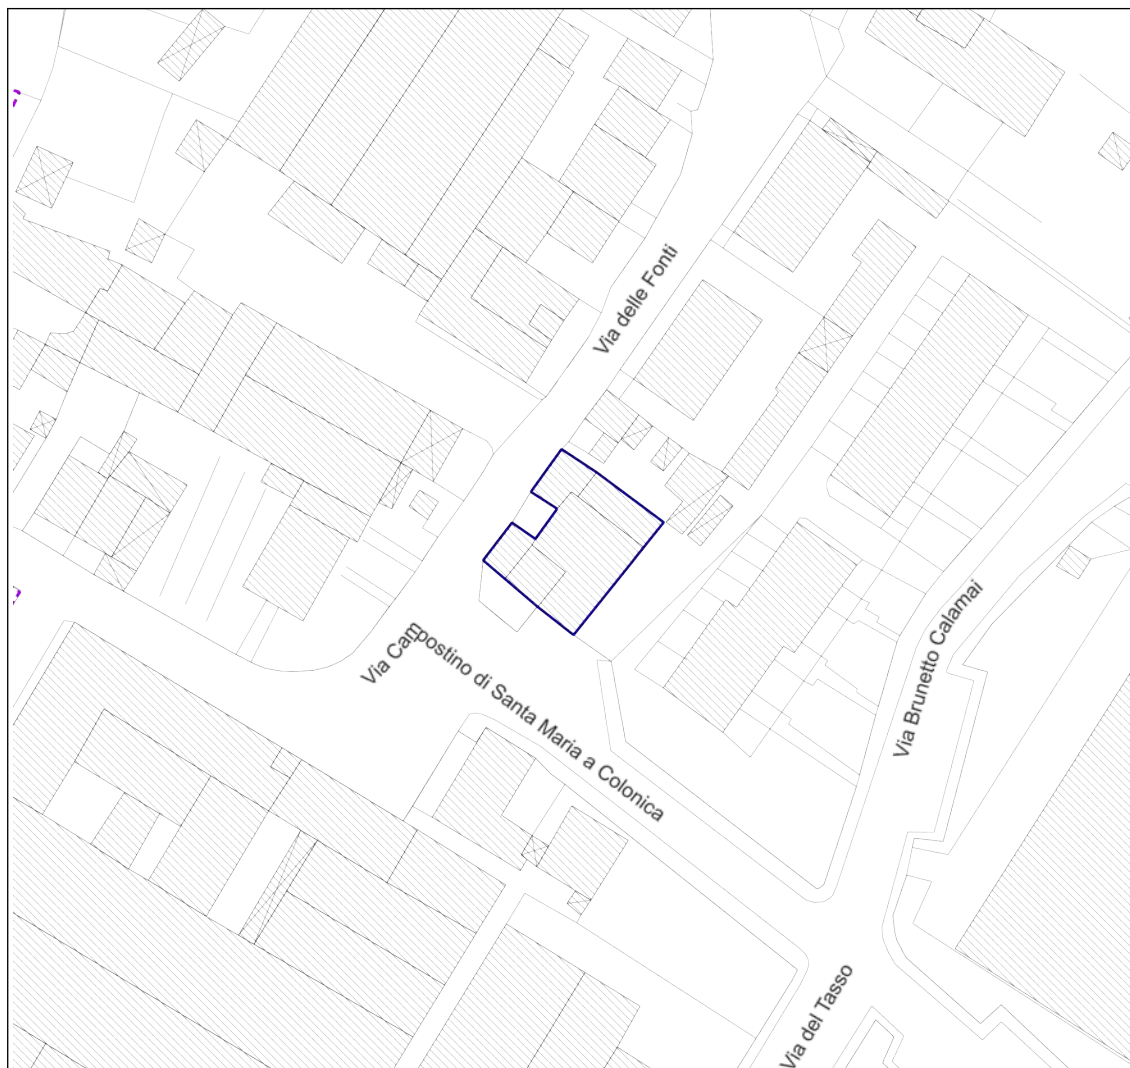 Via delle Fonti
Via Campostino di Santa Maria a Colonica
Via Brunetto Calamai
Via del Tasso